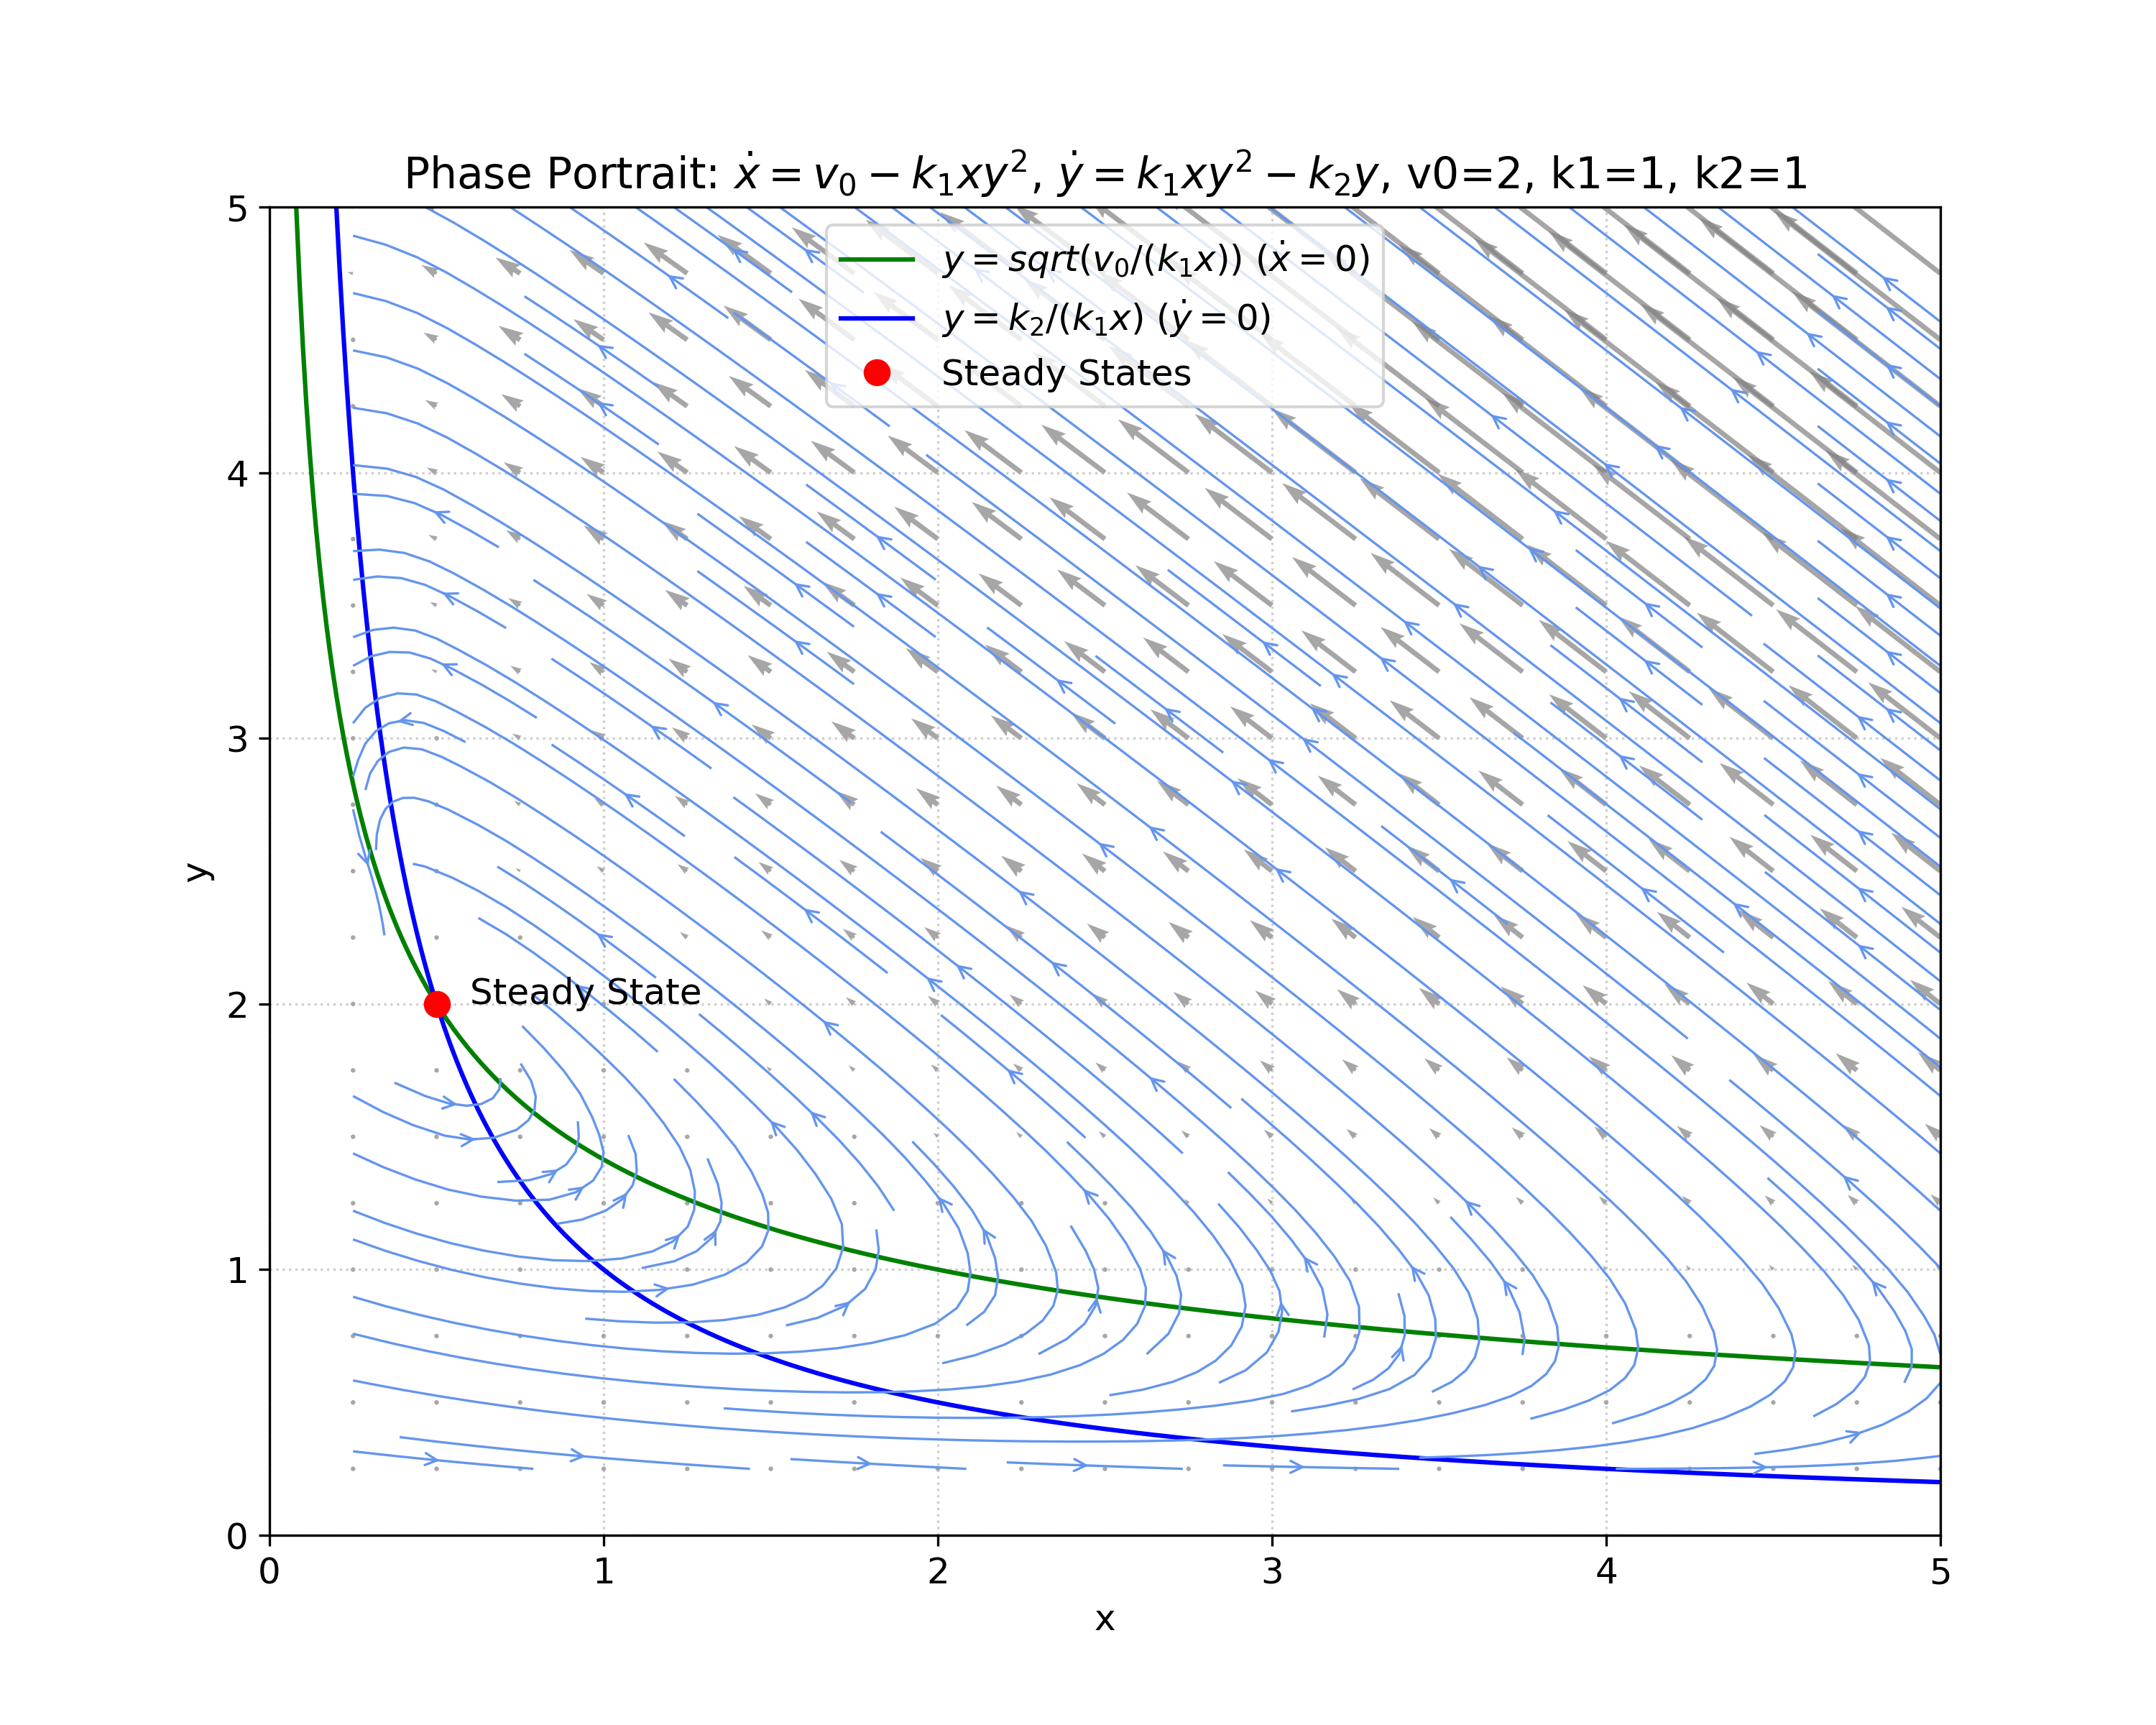 Phase Portrait: ẋ = v₀ − k₁xy², ẏ = k₁xy² − k₂y, v0=2, k1=1, k2=1
y = sqrt(v₀/(k₁x)) (ẋ = 0)
y = k₂/(k₁x) (ẏ = 0)
Steady States
5
4
3
2
1
0
y
Steady State
0 1 2 3 4 5
x